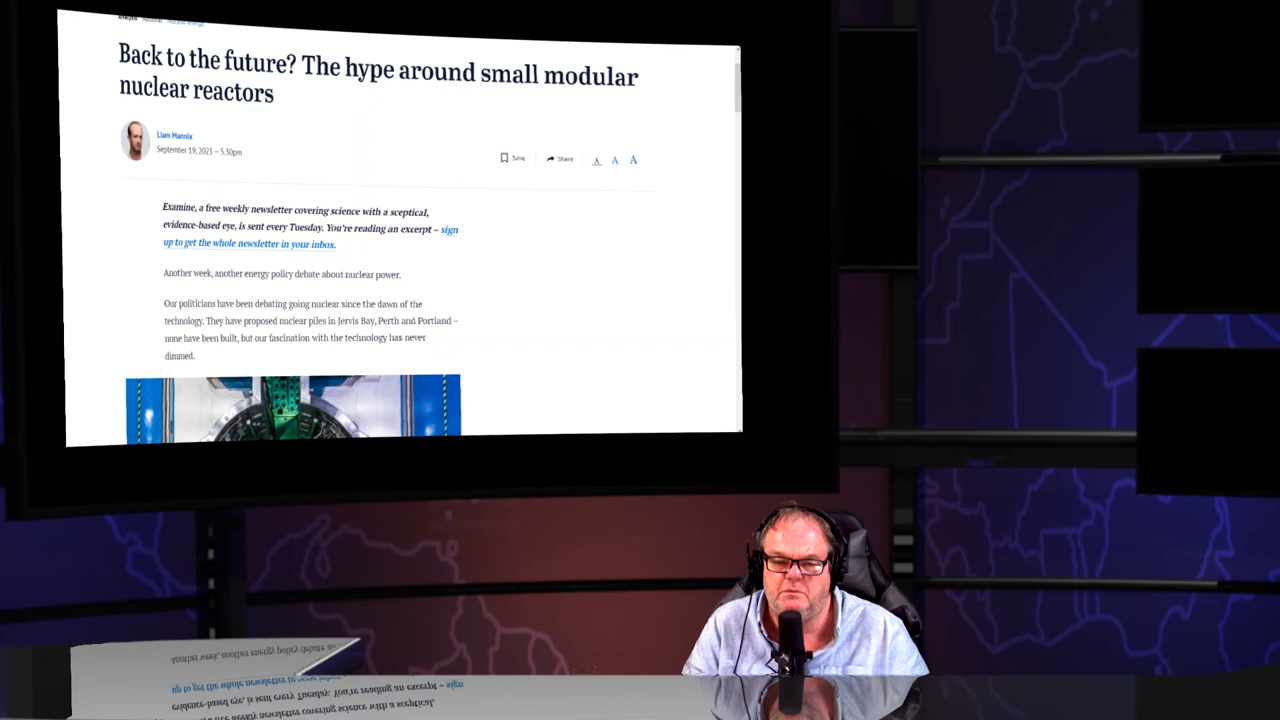 Analysis National Nuclear energy
Back to the future? The hype around small modular
nuclear reactors
Liam Mannix
September 19, 2023 — 5.30pm
Save
Share
A A A
Examine, a free weekly newsletter covering science with a sceptical,
evidence-based eye, is sent every Tuesday. You're reading an excerpt – sign
up to get the whole newsletter in your inbox.
Another week, another energy policy debate about nuclear power.
Our politicians have been debating going nuclear since the dawn of the
technology. They have proposed nuclear piles in Jervis Bay, Perth and Portland –
none have been built, but our fascination with the technology has never
dimmed.